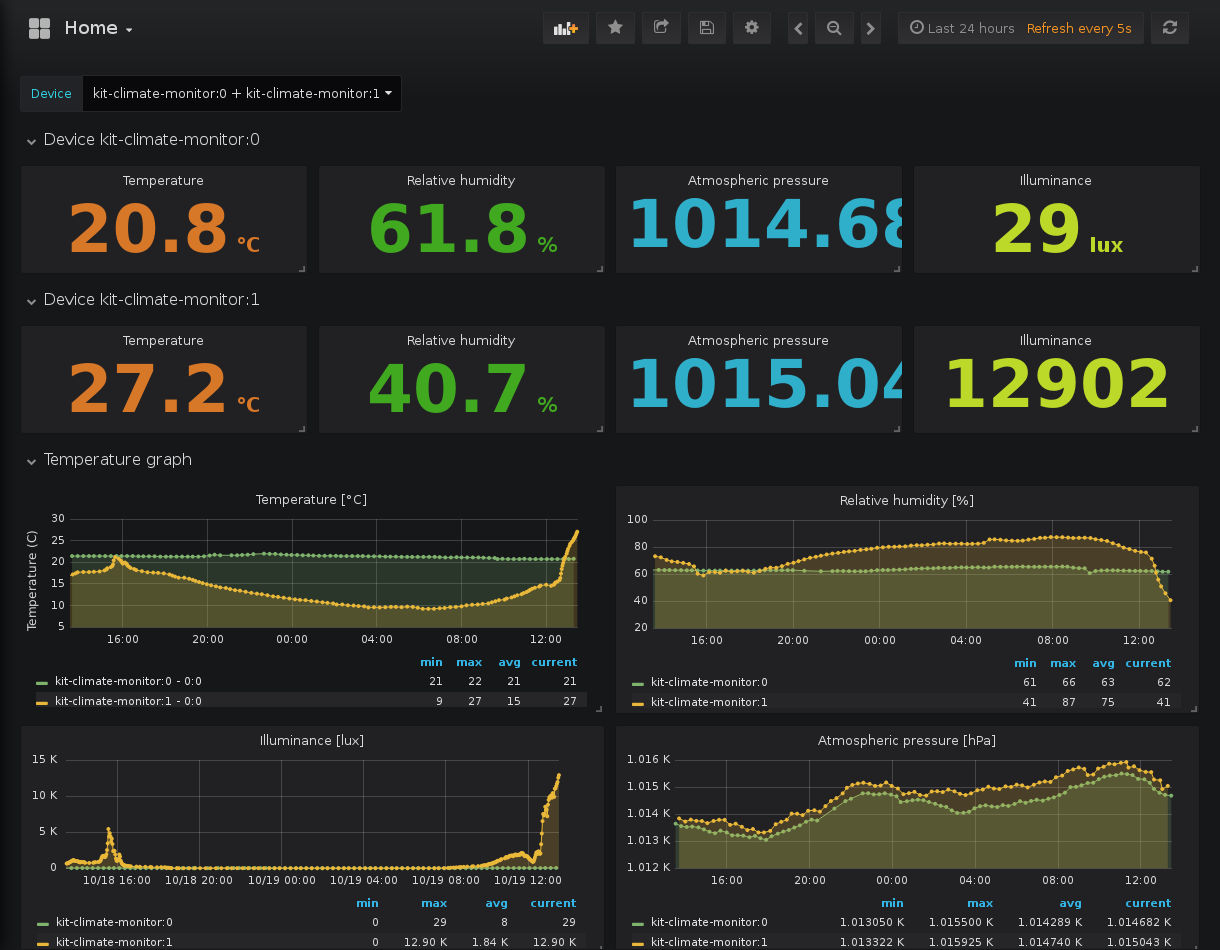 Home
Last 24 hours Refresh every 5s
Device kit-climate-monitor:0 + kit-climate-monitor:1
Device kit-climate-monitor:0
Temperature Relative humidity Atmospheric pressure Illuminance
20.8 °C 61.8 % 1014.68 29 lux
Device kit-climate-monitor:1
Temperature Relative humidity Atmospheric pressure Illuminance
27.2 °C 40.7 % 1015.04 12902
Temperature graph
Temperature [°C]
Temperature (C)
30
25
20
15
10
5
16:00 20:00 00:00 04:00 08:00 12:00
min max avg current
kit-climate-monitor:0 - 0:0 21 22 21 21
kit-climate-monitor:1 - 0:0 9 27 15 27
Relative humidity [%]
100
80
60
40
20
16:00 20:00 00:00 04:00 08:00 12:00
min max avg current
kit-climate-monitor:0 61 66 63 62
kit-climate-monitor:1 41 87 75 41
Illuminance [lux]
15 K
10 K
5 K
0
10/18 16:00 10/18 20:00 10/19 00:00 10/19 04:00 10/19 08:00 10/19 12:00
min max avg current
kit-climate-monitor:0 0 29 8 29
kit-climate-monitor:1 0 12.90 K 1.84 K 12.90 K
Atmospheric pressure [hPa]
1.016 K
1.015 K
1.014 K
1.013 K
1.012 K
16:00 20:00 00:00 04:00 08:00 12:00
min max avg current
kit-climate-monitor:0 1.013050 K 1.015500 K 1.014289 K 1.014682 K
kit-climate-monitor:1 1.013322 K 1.015925 K 1.014740 K 1.015043 K